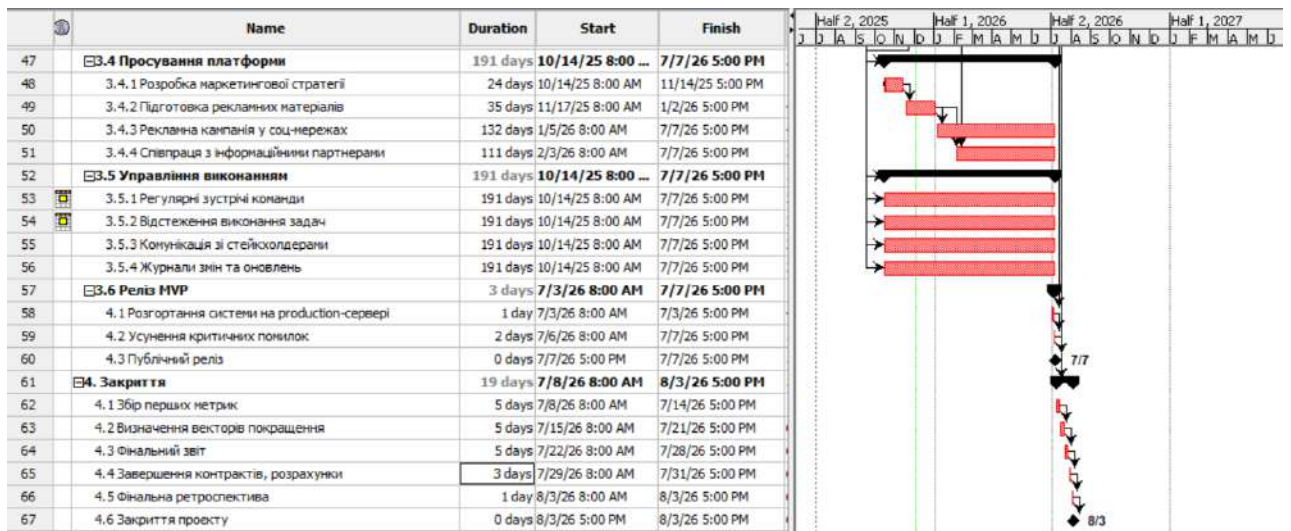 Name Duration Start Finish
Half 2, 2025 Half 1, 2026 Half 2, 2026 Half 1, 2027
J A S O N D J F M A M J J A S O N D J F M A M J
47 3.4 Просування платформи 191 days 10/14/25 8:00 ... 7/7/26 5:00 PM
48 3.4.1 Розробка маркетингової стратегії 24 days 10/14/25 8:00 AM 11/14/25 5:00 PM
49 3.4.2 Підготовка рекламних матеріалів 35 days 11/17/25 8:00 AM 1/2/26 5:00 PM
50 3.4.3 Рекламна кампанія у соц-мережах 132 days 1/5/26 8:00 AM 7/7/26 5:00 PM
51 3.4.4 Співпраця з інформаційними партнерами 111 days 2/3/26 8:00 AM 7/7/26 5:00 PM
52 3.5 Управління виконанням 191 days 10/14/25 8:00 ... 7/7/26 5:00 PM
53 3.5.1 Регулярні зустрічі команди 191 days 10/14/25 8:00 AM 7/7/26 5:00 PM
54 3.5.2 Відстеження виконання задач 191 days 10/14/25 8:00 AM 7/7/26 5:00 PM
55 3.5.3 Комунікація зі стейкхолдерами 191 days 10/14/25 8:00 AM 7/7/26 5:00 PM
56 3.5.4 Журнали змін та оновлень 191 days 10/14/25 8:00 AM 7/7/26 5:00 PM
57 3.6 Реліз MVP 3 days 7/3/26 8:00 AM 7/7/26 5:00 PM
58 4.1 Розгортання системи на production-сервері 1 day 7/3/26 8:00 AM 7/3/26 5:00 PM
59 4.2 Усунення критичних помилок 2 days 7/6/26 8:00 AM 7/7/26 5:00 PM
60 4.3 Публічний реліз 0 days 7/7/26 5:00 PM 7/7/26 5:00 PM 7/7
61 4. Закриття 19 days 7/8/26 8:00 AM 8/3/26 5:00 PM
62 4.1 Збір перших метрик 5 days 7/8/26 8:00 AM 7/14/26 5:00 PM
63 4.2 Визначення векторів покращення 5 days 7/15/26 8:00 AM 7/21/26 5:00 PM
64 4.3 Фінальний звіт 5 days 7/22/26 8:00 AM 7/28/26 5:00 PM
65 4.4 Завершення контрактів, розрахунки 3 days 7/29/26 8:00 AM 7/31/26 5:00 PM
66 4.5 Фінальна ретроспектива 1 day 8/3/26 8:00 AM 8/3/26 5:00 PM
67 4.6 Закриття проекту 0 days 8/3/26 5:00 PM 8/3/26 5:00 PM 8/3